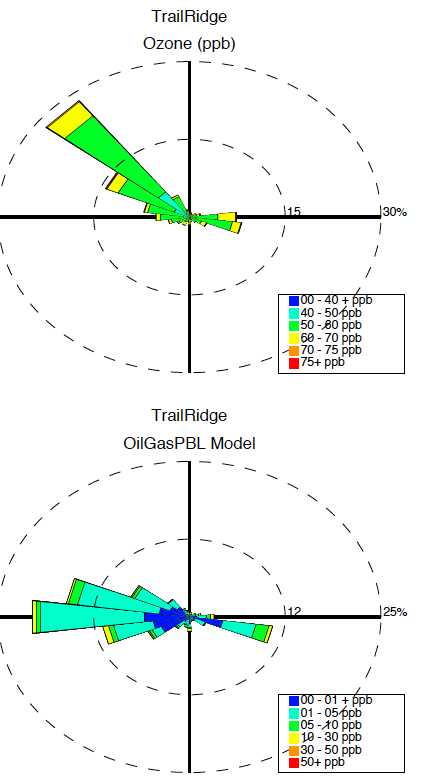 TrailRidge
Ozone (ppb)
15
30%
00 - 40 + ppb
40 - 50 ppb
50 - 60 ppb
60 - 70 ppb
70 - 75 ppb
75+ ppb
TrailRidge
OilGasPBL Model
12
25%
00 - 01 + ppb
01 - 05 ppb
05 - 10 ppb
10 - 30 ppb
30 - 50 ppb
50+ ppb